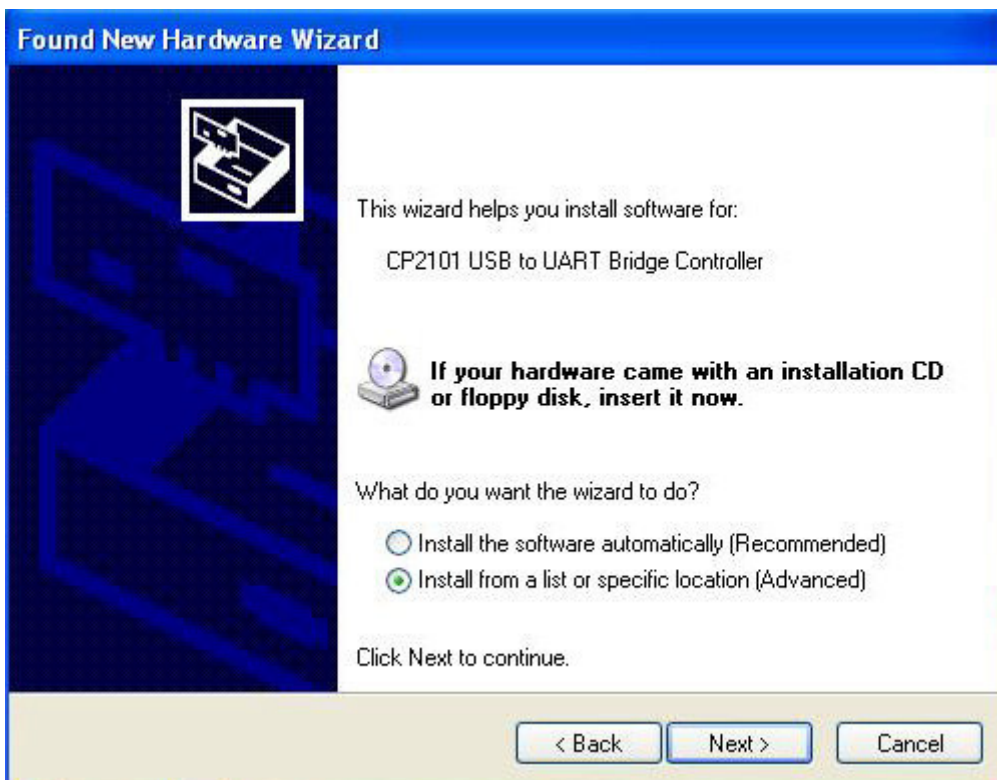 Found New Hardware Wizard
This wizard helps you install software for:
CP2101 USB to UART Bridge Controller
If your hardware came with an installation CD
or floppy disk, insert it now.
What do you want the wizard to do?
Install the software automatically (Recommended)
Install from a list or specific location (Advanced)
Click Next to continue.
< Back
Next >
Cancel